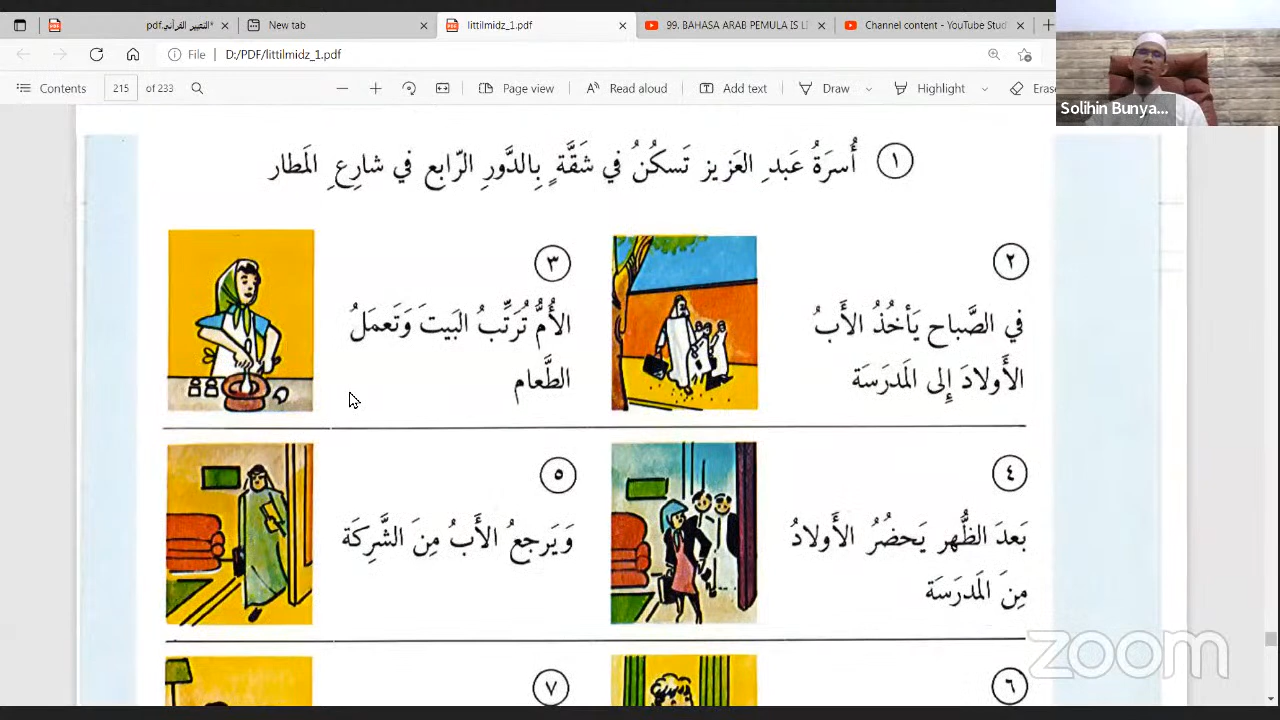 التعبير القرآني.pdf*
New tab
littilmidz_1.pdf
99. BAHASA ARAB PEMULA IS LI
Channel content - YouTube Stud
File
D:/PDF/littilmidz_1.pdf
Contents
215
of 233
Page view
Read aloud
Add text
Draw
Highlight
Eras
Solihin Bunya...
١
أُسرَةُ عَبدِ العَزيز تَسكُنُ في شَقَّةٍ بِالدَّورِ الرّابع في شارِعِ المَطار
٢
في الصَّباح يَأخُذُ الأَبُ
الأَولادَ إِلى المَدرَسَة
٣
الأُمُّ تُرَتِّبُ البَيتَ وَتَعمَلُ
الطَّعام
٤
بَعدَ الظُّهر يَحضُرُ الأَولادُ
مِنَ المَدرَسَة
٥
وَيَرجعُ الأَبُ مِنَ الشَّرِكَة
٦
٧
zoom